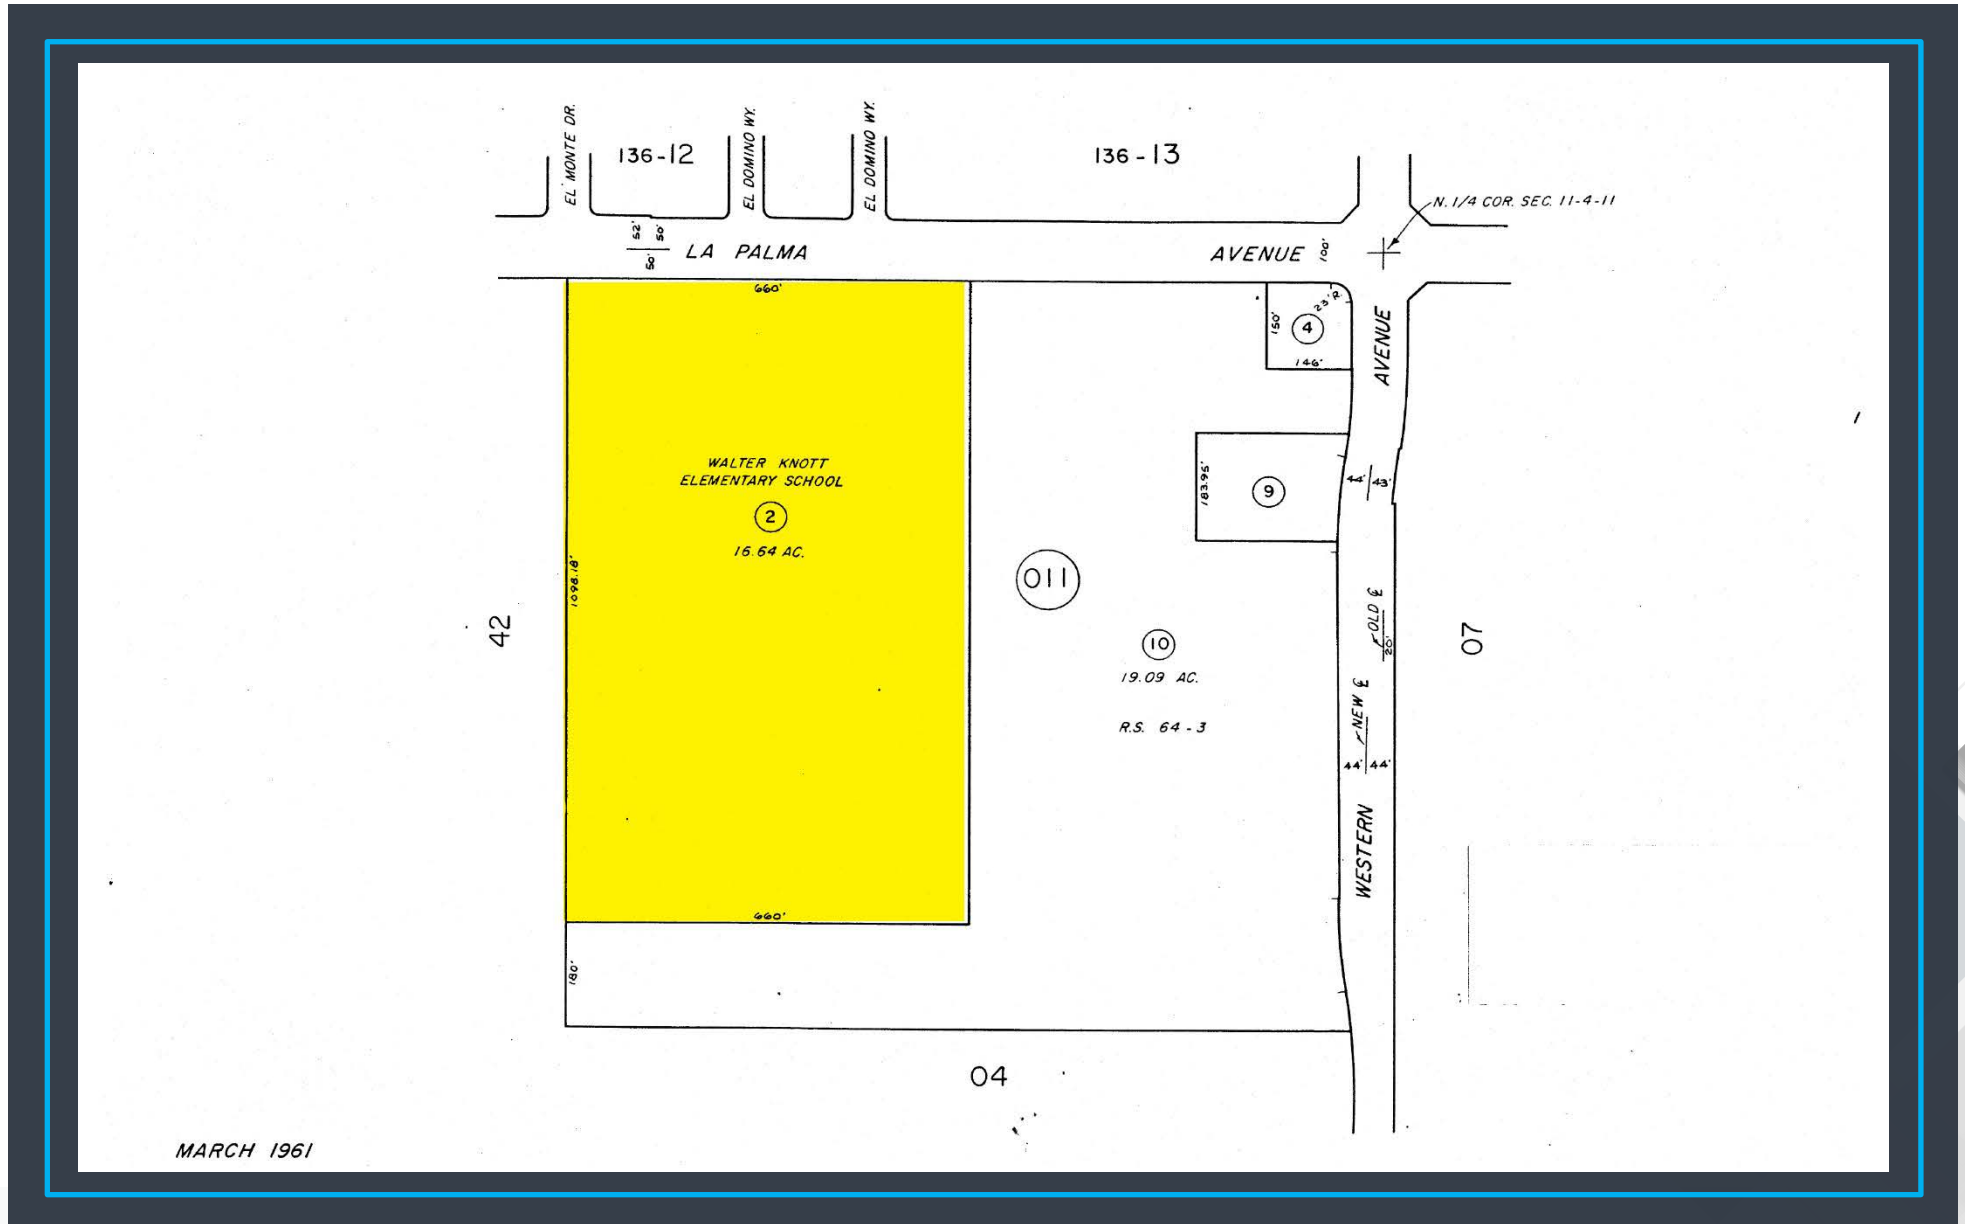 EL MONTE DR.
136-12
EL DOMINO WY.
EL DOMINO WY.
136-13
N. 1/4 COR. SEC. 11-4-11
52'
50'
50'
LA PALMA
AVENUE
100'
660'
23' R.
150'
4
146'
AVENUE
WALTER KNOTT
ELEMENTARY SCHOOL
2
16.64 AC.
183.95'
9
44'
43'
1098.18'
011
42
10
19.09 AC.
R.S. 64-3
OLD ℄
20'
07
NEW ℄
44'
44'
WESTERN
660'
180'
04
MARCH 1961